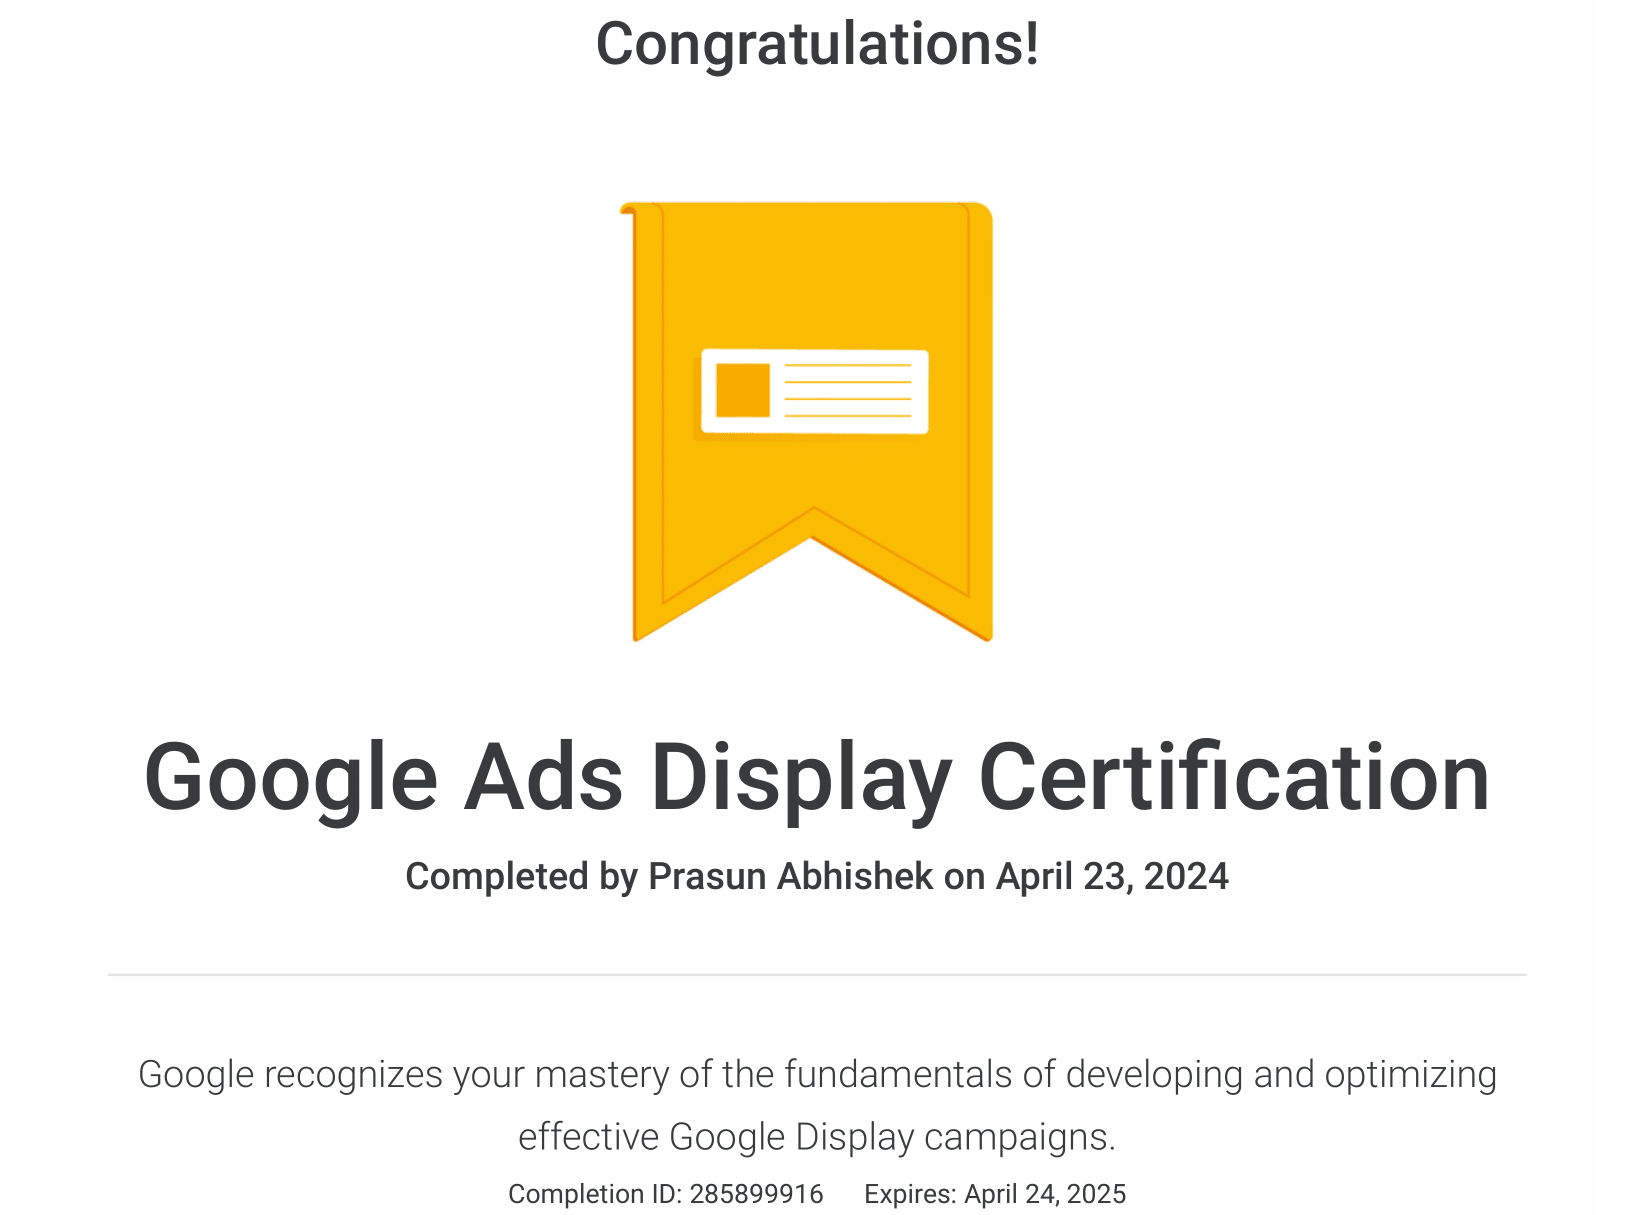 Congratulations!
Google Ads Display Certification
Completed by Prasun Abhishek on April 23, 2024
Google recognizes your mastery of the fundamentals of developing and optimizing
effective Google Display campaigns.
Completion ID: 285899916 Expires: April 24, 2025